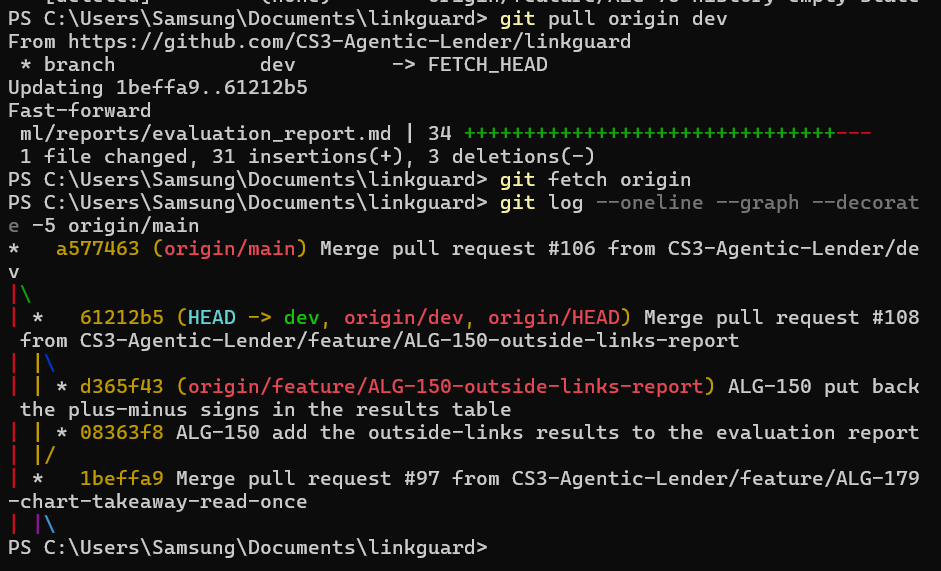 PS C:\Users\Samsung\Documents\linkguard> git pull origin dev
From https://github.com/CS3-Agentic-Lender/linkguard
 * branch            dev        -> FETCH_HEAD
Updating 1beffa9..61212b5
Fast-forward
 ml/reports/evaluation_report.md | 34 +++++++++++++++++++++++++++++++---
 1 file changed, 31 insertions(+), 3 deletions(-)
PS C:\Users\Samsung\Documents\linkguard> git fetch origin
PS C:\Users\Samsung\Documents\linkguard> git log --oneline --graph --decorat
e -5 origin/main
*   a577463 (origin/main) Merge pull request #106 from CS3-Agentic-Lender/de
v
|\
| *   61212b5 (HEAD -> dev, origin/dev, origin/HEAD) Merge pull request #108
 from CS3-Agentic-Lender/feature/ALG-150-outside-links-report
| |\
| | * d365f43 (origin/feature/ALG-150-outside-links-report) ALG-150 put back
 the plus-minus signs in the results table
| | * 08363f8 ALG-150 add the outside-links results to the evaluation report
| |/
| *   1beffa9 Merge pull request #97 from CS3-Agentic-Lender/feature/ALG-179
-chart-takeaway-read-once
| |\
PS C:\Users\Samsung\Documents\linkguard>